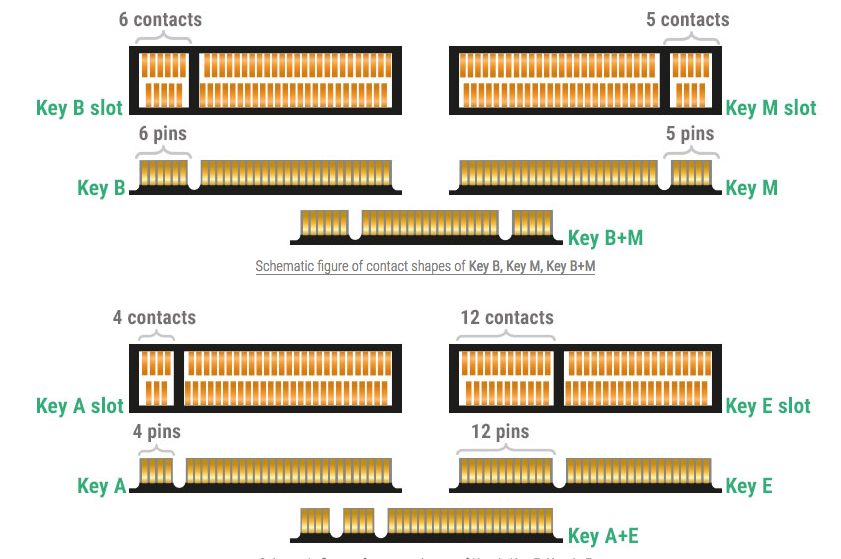 6 contacts
5 contacts
Key B slot
Key M slot
6 pins
5 pins
Key B
Key M
Key B+M
Schematic figure of contact shapes of Key B, Key M, Key B+M
4 contacts
12 contacts
Key A slot
Key E slot
4 pins
12 pins
Key A
Key E
Key A+E